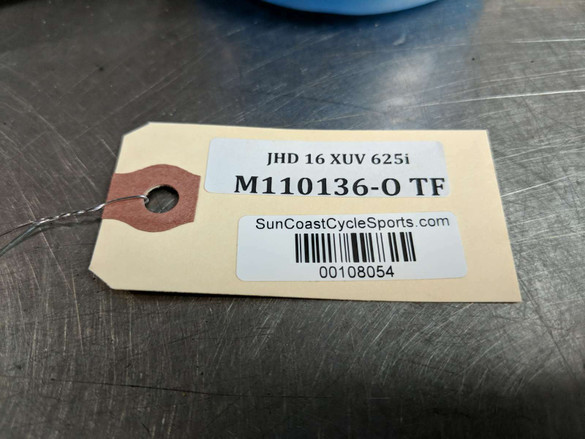 JHD 16 XUV 625i
M110136-O TF
SunCoastCycleSports.com
00108054